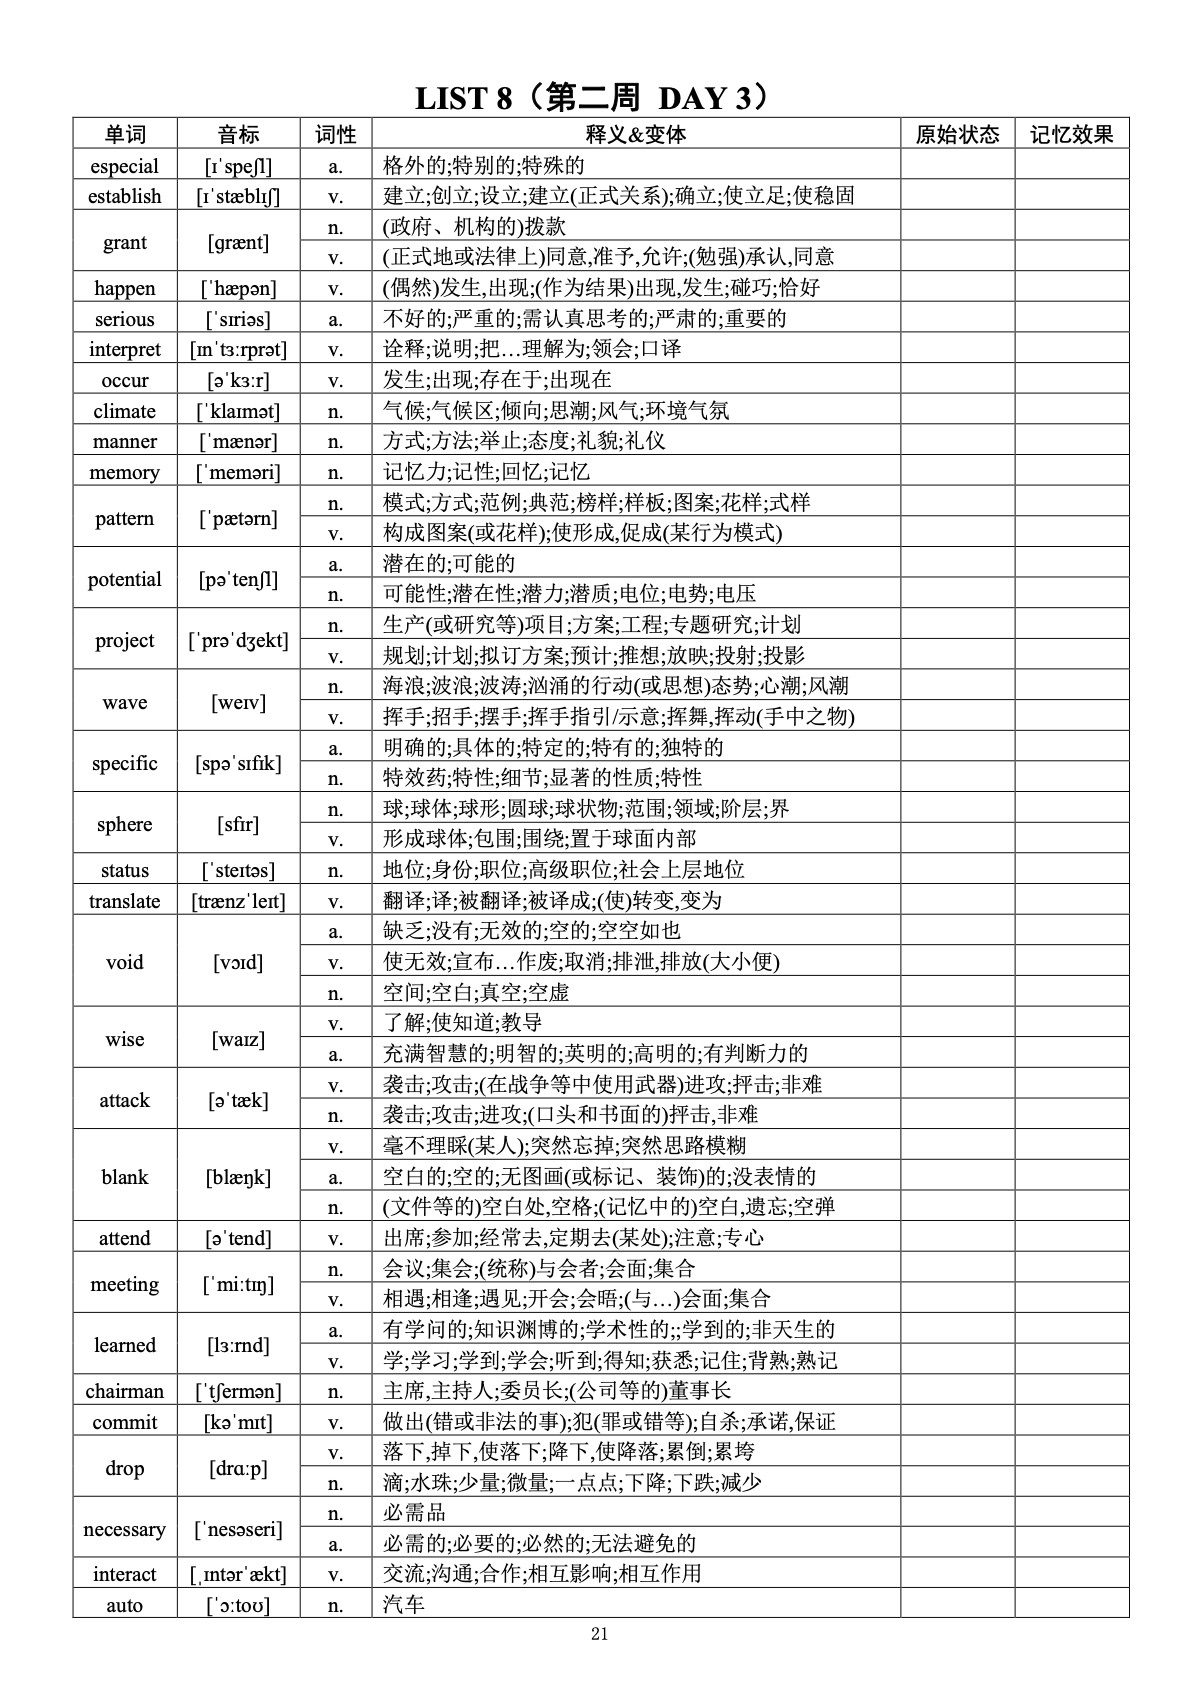 LIST 8（第二周 DAY 3）
单词 音标 词性 释义&变体 原始状态 记忆效果
especial [ɪˈspeʃl] a. 格外的;特别的;特殊的
establish [ɪˈstæblɪʃ] v. 建立;创立;设立;建立(正式关系);确立;使立足;使稳固
grant [ɡrænt] n. (政府、机构的)拨款
v. (正式地或法律上)同意,准予,允许;(勉强)承认,同意
happen [ˈhæpən] v. (偶然)发生,出现;(作为结果)出现,发生;碰巧;恰好
serious [ˈsɪriəs] a. 不好的;严重的;需认真思考的;严肃的;重要的
interpret [ɪnˈtɜːrprət] v. 诠释;说明;把…理解为;领会;口译
occur [əˈkɜːr] v. 发生;出现;存在于;出现在
climate [ˈklaɪmət] n. 气候;气候区;倾向;思潮;风气;环境气氛
manner [ˈmænər] n. 方式;方法;举止;态度;礼貌;礼仪
memory [ˈmeməri] n. 记忆力;记性;回忆;记忆
pattern [ˈpætərn] n. 模式;方式;范例;典范;榜样;样板;图案;花样;式样
v. 构成图案(或花样);使形成,促成(某行为模式)
potential [pəˈtenʃl] a. 潜在的;可能的
n. 可能性;潜在性;潜力;潜质;电位;电势;电压
project [ˈprəˈdʒekt] n. 生产(或研究等)项目;方案;工程;专题研究;计划
v. 规划;计划;拟订方案;预计;推想;放映;投射;投影
wave [weɪv] n. 海浪;波浪;波涛;汹涌的行动(或思想)态势;心潮;风潮
v. 挥手;招手;摆手;挥手指引/示意;挥舞,挥动(手中之物)
specific [spəˈsɪfɪk] a. 明确的;具体的;特定的;特有的;独特的
n. 特效药;特性;细节;显著的性质;特性
sphere [sfɪr] n. 球;球体;球形;圆球;球状物;范围;领域;阶层;界
v. 形成球体;包围;围绕;置于球面内部
status [ˈsteɪtəs] n. 地位;身份;职位;高级职位;社会上层地位
translate [trænzˈleɪt] v. 翻译;译;被翻译;被译成;(使)转变,变为
void [vɔɪd] a. 缺乏;没有;无效的;空的;空空如也
v. 使无效;宣布…作废;取消;排泄,排放(大小便)
n. 空间;空白;真空;空虚
wise [waɪz] v. 了解;使知道;教导
a. 充满智慧的;明智的;英明的;高明的;有判断力的
attack [əˈtæk] v. 袭击;攻击;(在战争等中使用武器)进攻;抨击;非难
n. 袭击;攻击;进攻;(口头和书面的)抨击,非难
blank [blæŋk] v. 毫不理睬(某人);突然忘掉;突然思路模糊
a. 空白的;空的;无图画(或标记、装饰)的;没表情的
n. (文件等的)空白处,空格;(记忆中的)空白,遗忘;空弹
attend [əˈtend] v. 出席;参加;经常去,定期去(某处);注意;专心
meeting [ˈmiːtɪŋ] n. 会议;集会;(统称)与会者;会面;集合
v. 相遇;相逢;遇见;开会;会晤;(与…)会面;集合
learned [lɜːrnd] a. 有学问的;知识渊博的;学术性的;;学到的;非天生的
v. 学;学习;学到;学会;听到;得知;获悉;记住;背熟;熟记
chairman [ˈtʃermən] n. 主席,主持人;委员长;(公司等的)董事长
commit [kəˈmɪt] v. 做出(错或非法的事);犯(罪或错等);自杀;承诺,保证
drop [drɑːp] v. 落下,掉下,使落下;降下,使降落;累倒;累垮
n. 滴;水珠;少量;微量;一点点;下降;下跌;减少
necessary [ˈnesəseri] n. 必需品
a. 必需的;必要的;必然的;无法避免的
interact [ˌɪntərˈækt] v. 交流;沟通;合作;相互影响;相互作用
auto [ˈɔːtoʊ] n. 汽车
21